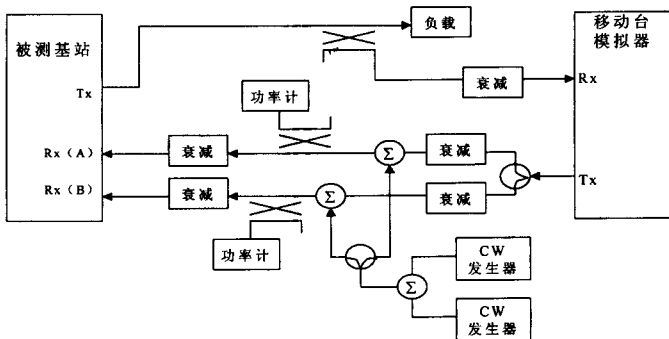 负载
移动台
模拟器
被测基站
Tx
衰减
Rx
功率计
Rx（A）
衰减
Σ
衰减
Tx
Rx（B）
衰减
Σ
衰减
功率计
Σ
CW
发生器
CW
发生器